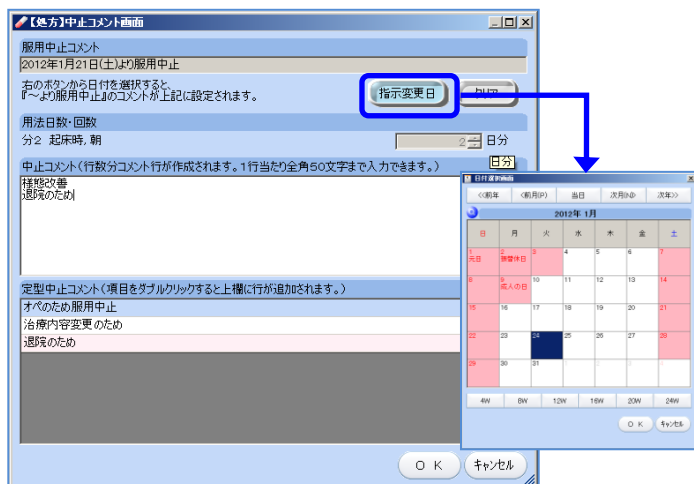 【処方】中止コメント画面
服用中止コメント
2012年1月21日(土)より服用中止
右のボタンから日付を選択すると、
『～より服用中止』のコメントが上記に設定されます。
指示変更日
クリア
用法日数・回数
分2 起床時,朝
2 日分
日分
中止コメント(行数分コメント行が作成されます。1行当たり全角50文字まで入力できます。)
様態改善
退院のため
定型中止コメント(項目をダブルクリックすると上欄に行が追加されます。)
オペのため服用中止
治療内容変更のため
退院のため
OK キャンセル
日付選択画面
<<前年 <前月(P) 当日 次月(N)> 次年>>
2012年 1月
日 月 火 水 木 金 土
1 2 3 4 5 6 7
元日 振替休日
8 9 10 11 12 13 14
成人の日
15 16 17 18 19 20 21
22 23 24 25 26 27 28
29 30 31 1 2 3 4
4W 8W 12W 16W 20W 24W
OK キャンセル